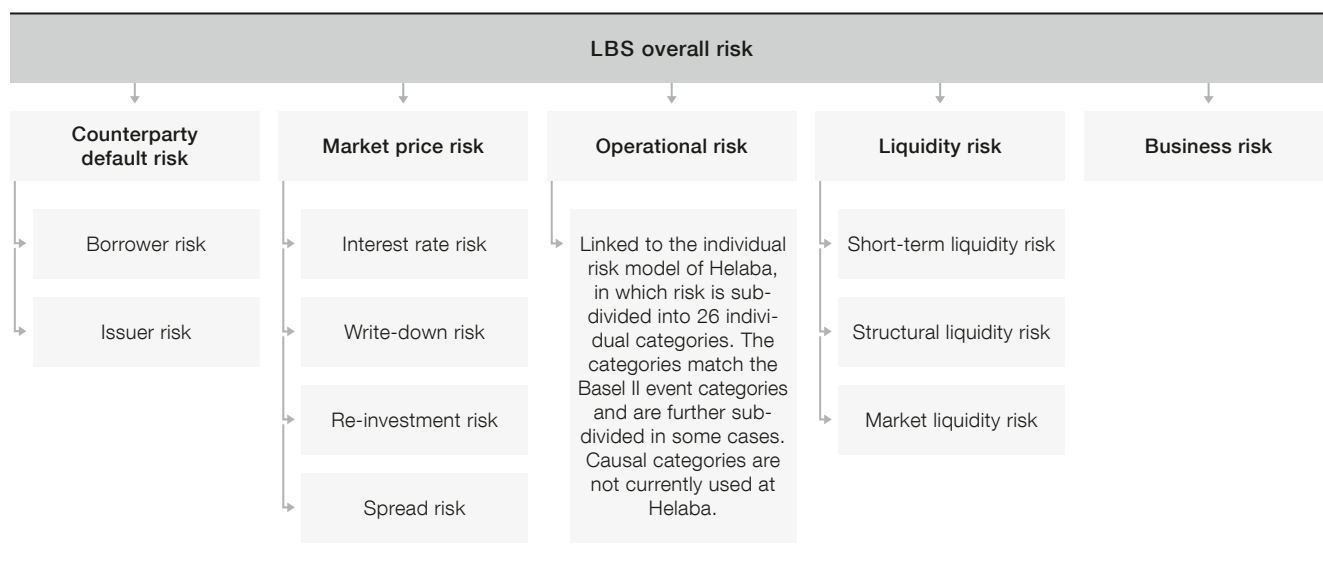 LBS overall risk
Counterparty
default risk
Market price risk
Operational risk
Liquidity risk
Business risk
Borrower risk
Issuer risk
Interest rate risk
Write-down risk
Re-investment risk
Spread risk
Linked to the individual
risk model of Helaba,
in which risk is sub-
divided into 26 indivi-
dual categories. The
categories match the
Basel II event categories
and are further sub-
divided in some cases.
Causal categories are
not currently used at
Helaba.
Short-term liquidity risk
Structural liquidity risk
Market liquidity risk